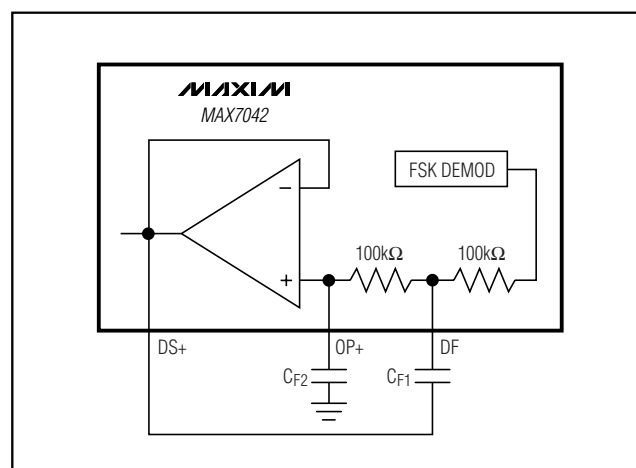 MAXIM
MAX7042
FSK DEMOD
−
100kΩ 100kΩ
+
DS+ OP+ DF
CF2 CF1